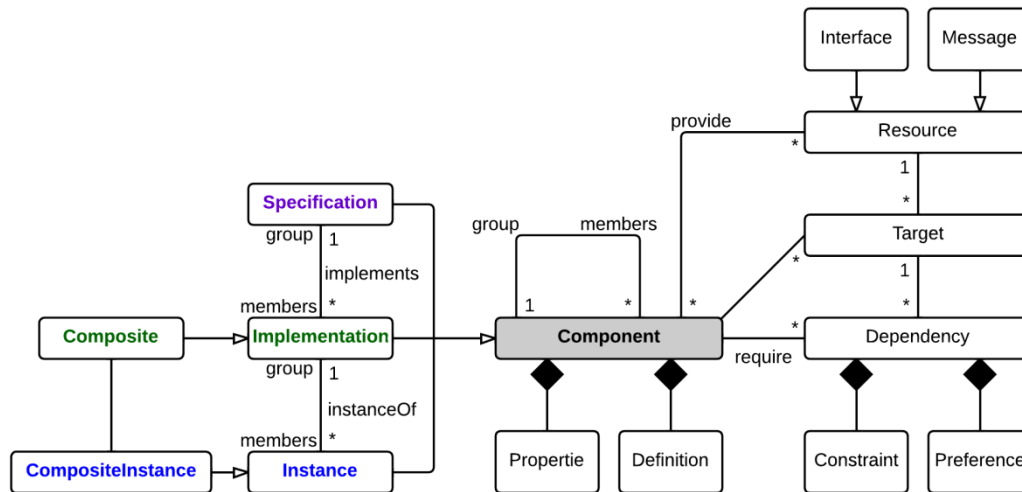 Interface
Message
provide
Resource
*
1
Specification
*
group
1
group
members
Target
implements
*
1
members
*
1
*
*
*
Composite
Implementation
Component
*
Dependency
group
1
require
instanceOf
members
*
CompositeInstance
Instance
Propertie
Definition
Constraint
Preference